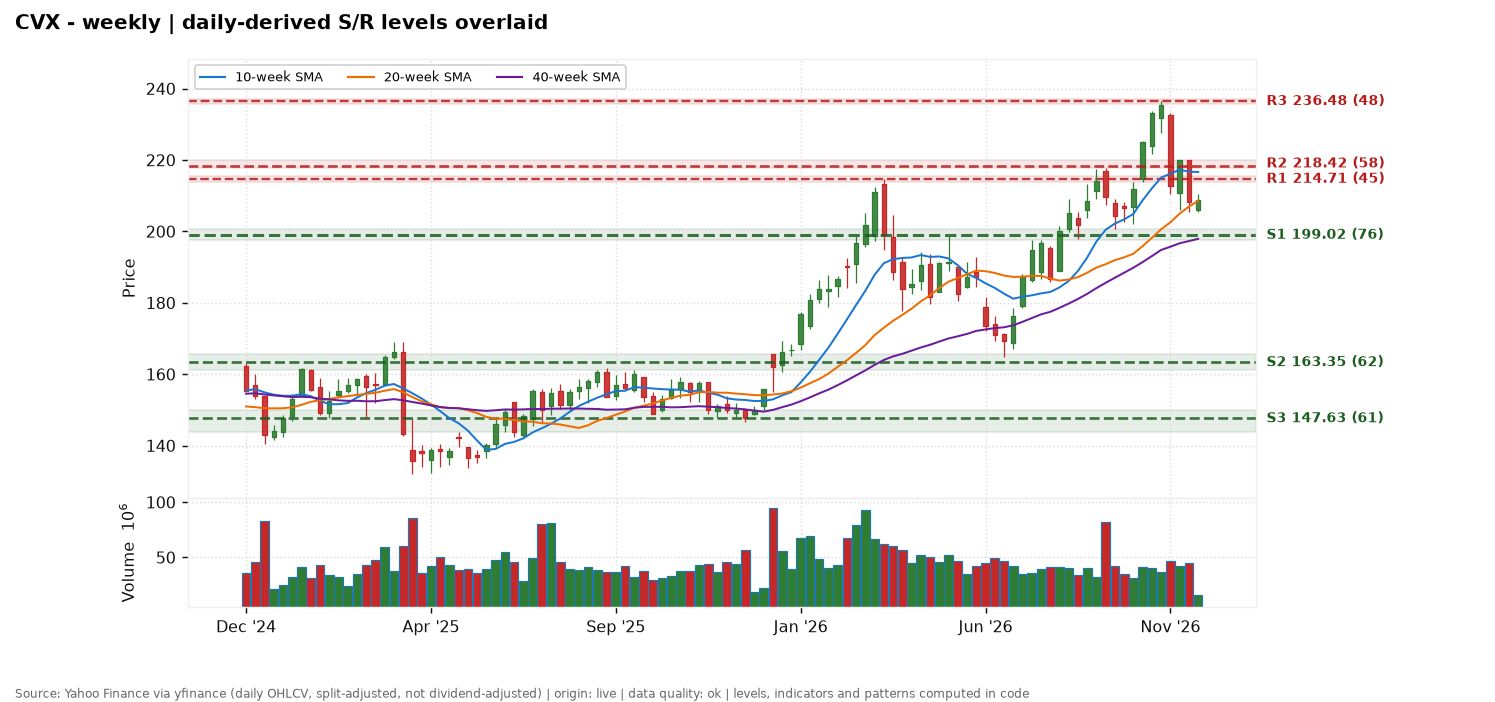 CVX - weekly | daily-derived S/R levels overlaid
10-week SMA 20-week SMA 40-week SMA
Price
240
220
200
180
160
140
R3 236.48 (48)
R2 218.42 (58)
R1 214.71 (45)
S1 199.02 (76)
S2 163.35 (62)
S3 147.63 (61)
Volume 10⁶
100
50
Dec '24 Apr '25 Sep '25 Jan '26 Jun '26 Nov '26
Source: Yahoo Finance via yfinance (daily OHLCV, split-adjusted, not dividend-adjusted) | origin: live | data quality: ok | levels, indicators and patterns computed in code